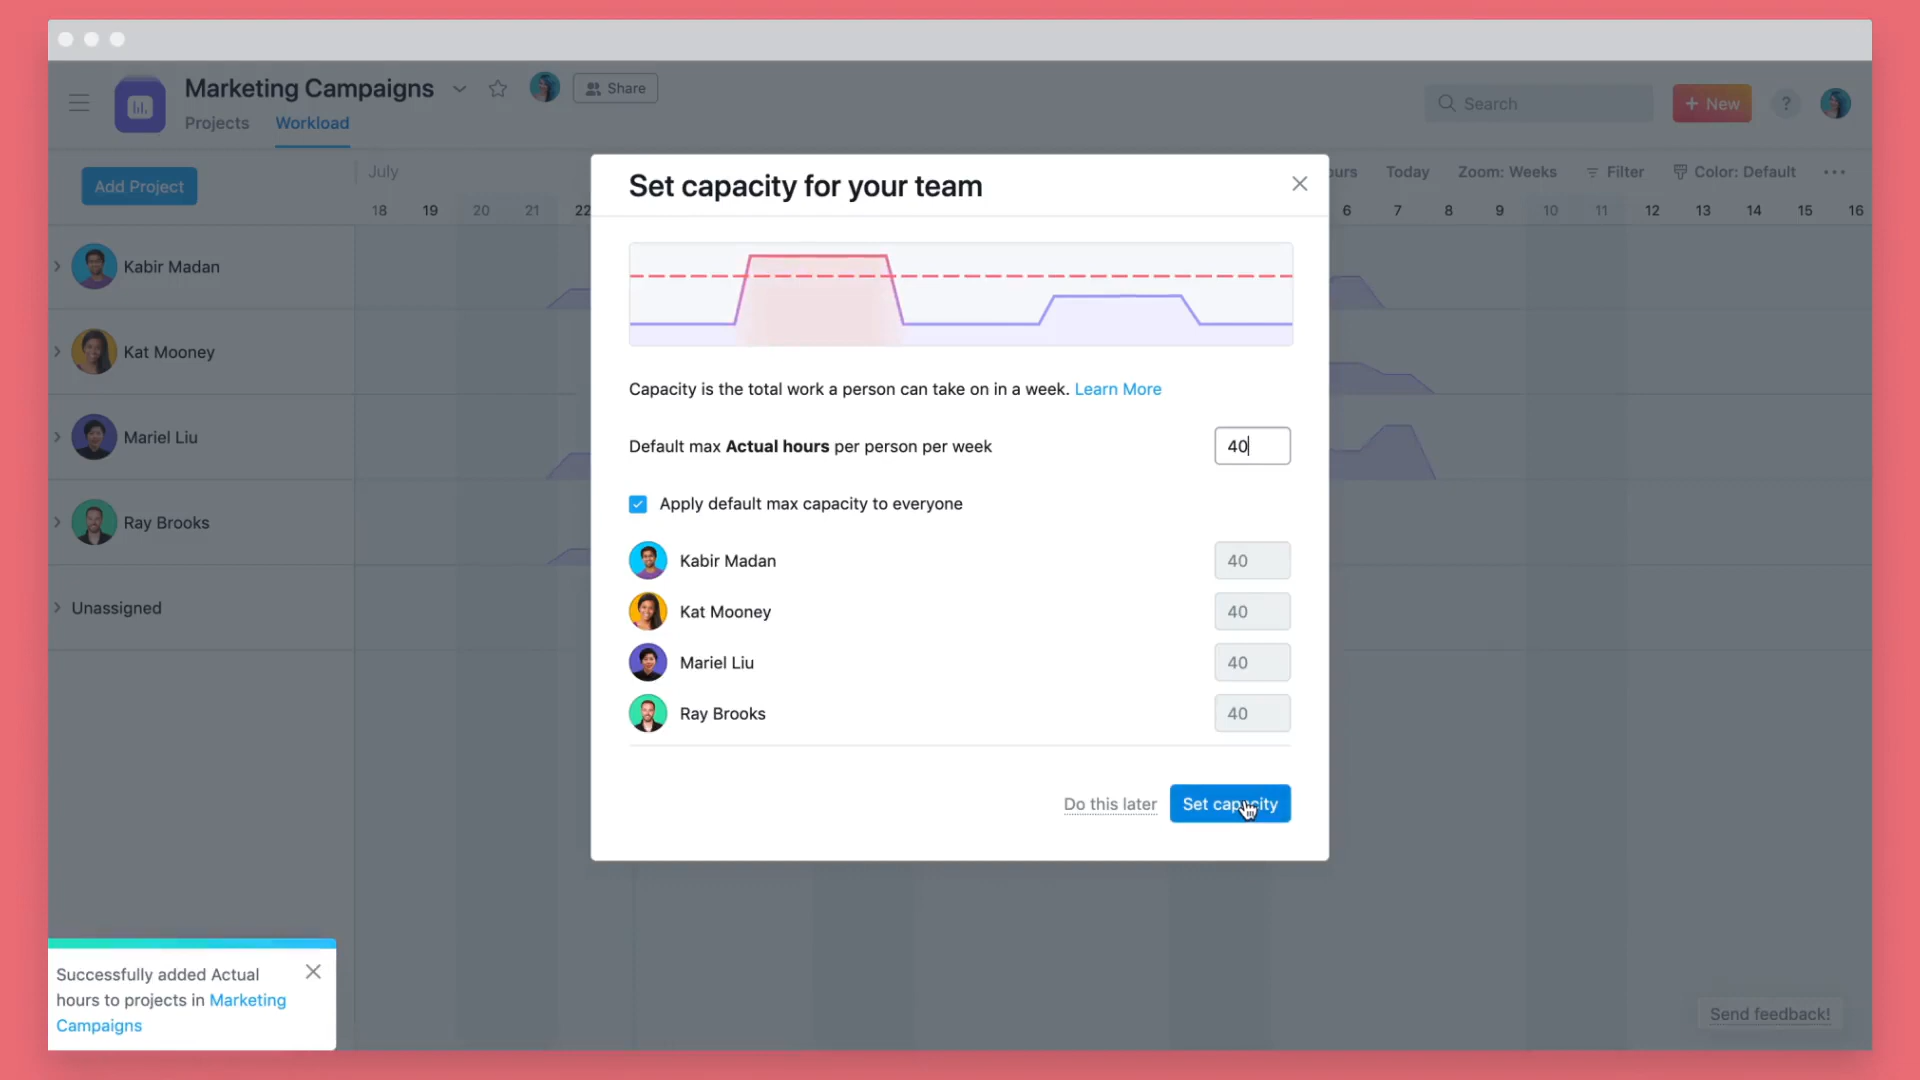 Marketing Campaigns
Share
Projects
Workload
Search
+ New
?
Add Project
July
ours
Today
Zoom: Weeks
Filter
Color: Default
18 19 20 21 22
6 7 8 9 10 11 12 13 14 15 16
Kabir Madan
Kat Mooney
Mariel Liu
Ray Brooks
Unassigned
Set capacity for your team
Capacity is the total work a person can take on in a week. Learn More
Default max Actual hours per person per week
40
Apply default max capacity to everyone
Kabir Madan
40
Kat Mooney
40
Mariel Liu
40
Ray Brooks
40
Do this later
Set capacity
Successfully added Actual
hours to projects in Marketing
Campaigns
Send feedback!